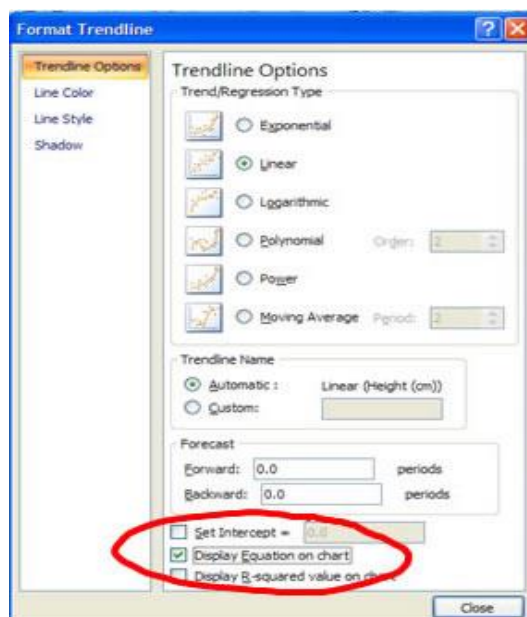 Format Trendline
Trendline Options
Line Color
Line Style
Shadow
Trendline Options
Trend/Regression Type
Exponential
Linear
Logarithmic
Polynomial Order: 2
Power
Moving Average Period: 2
Trendline Name
Automatic : Linear (Height (cm))
Custom:
Forecast
Forward: 0.0 periods
Backward: 0.0 periods
Set Intercept = 0.0
Display Equation on chart
Display R-squared value on chart
Close